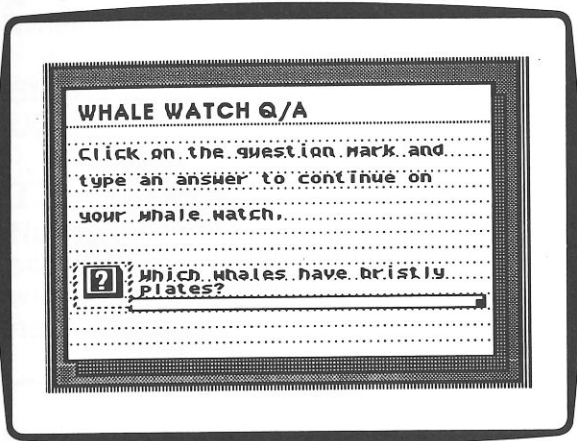 WHALE WATCH Q/A
Click on the question mark and
type an answer to continue on
your whale watch.
?
Which whales have bristly
plates?